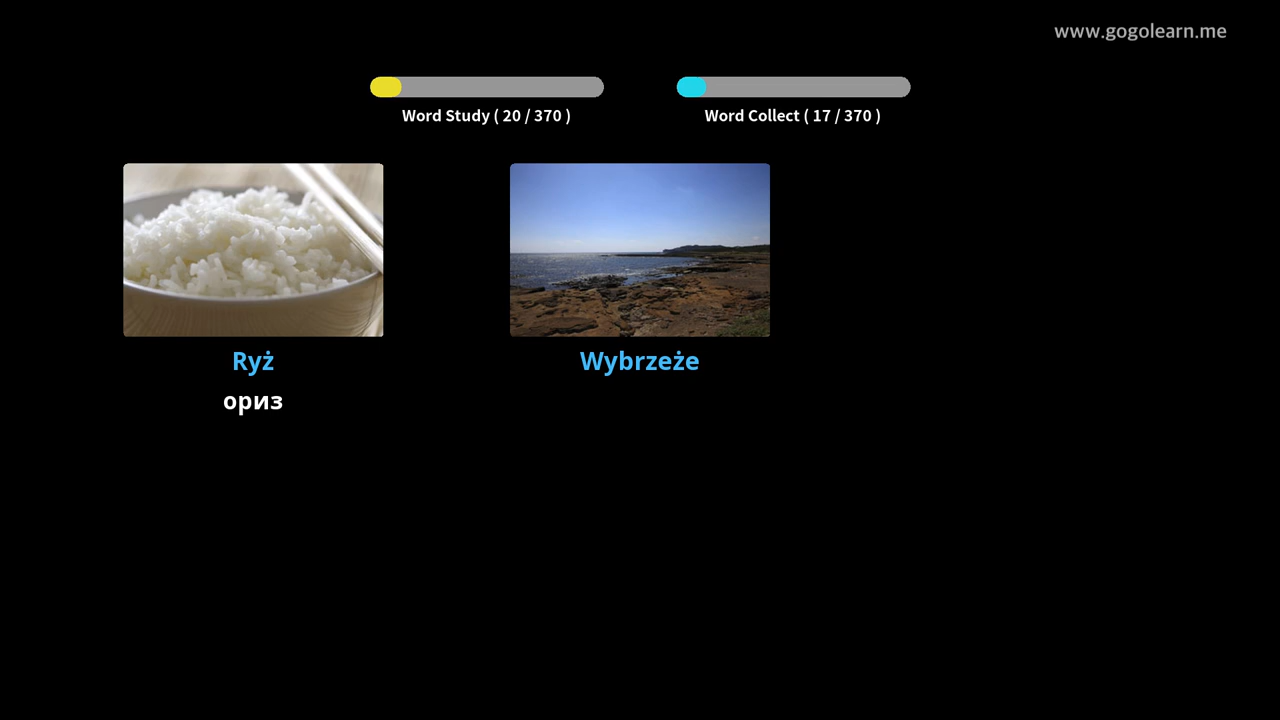 www.gogolearn.me
Word Study ( 20 / 370 )
Word Collect ( 17 / 370 )
Ryż
Wybrzeże
ориз